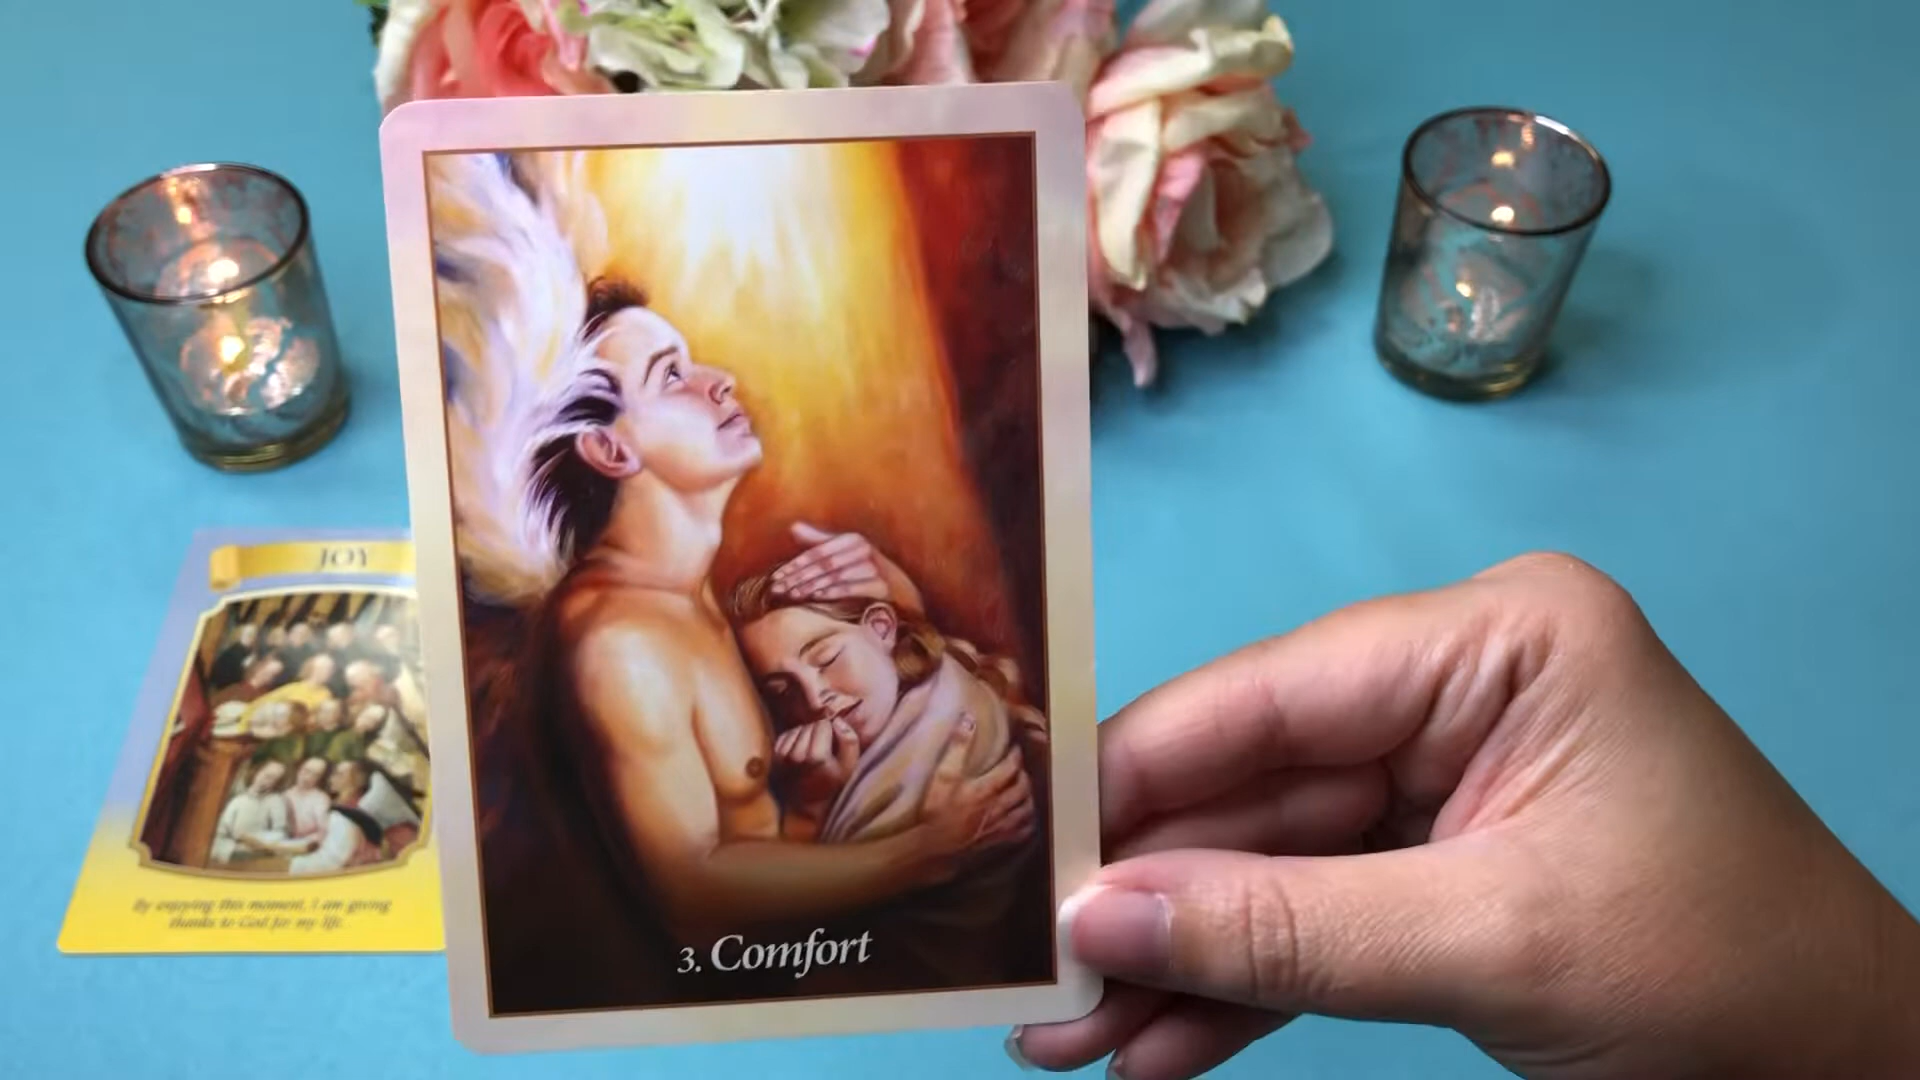 JOY
By enjoying this moment, I am giving
thanks to God for my life.
3. Comfort